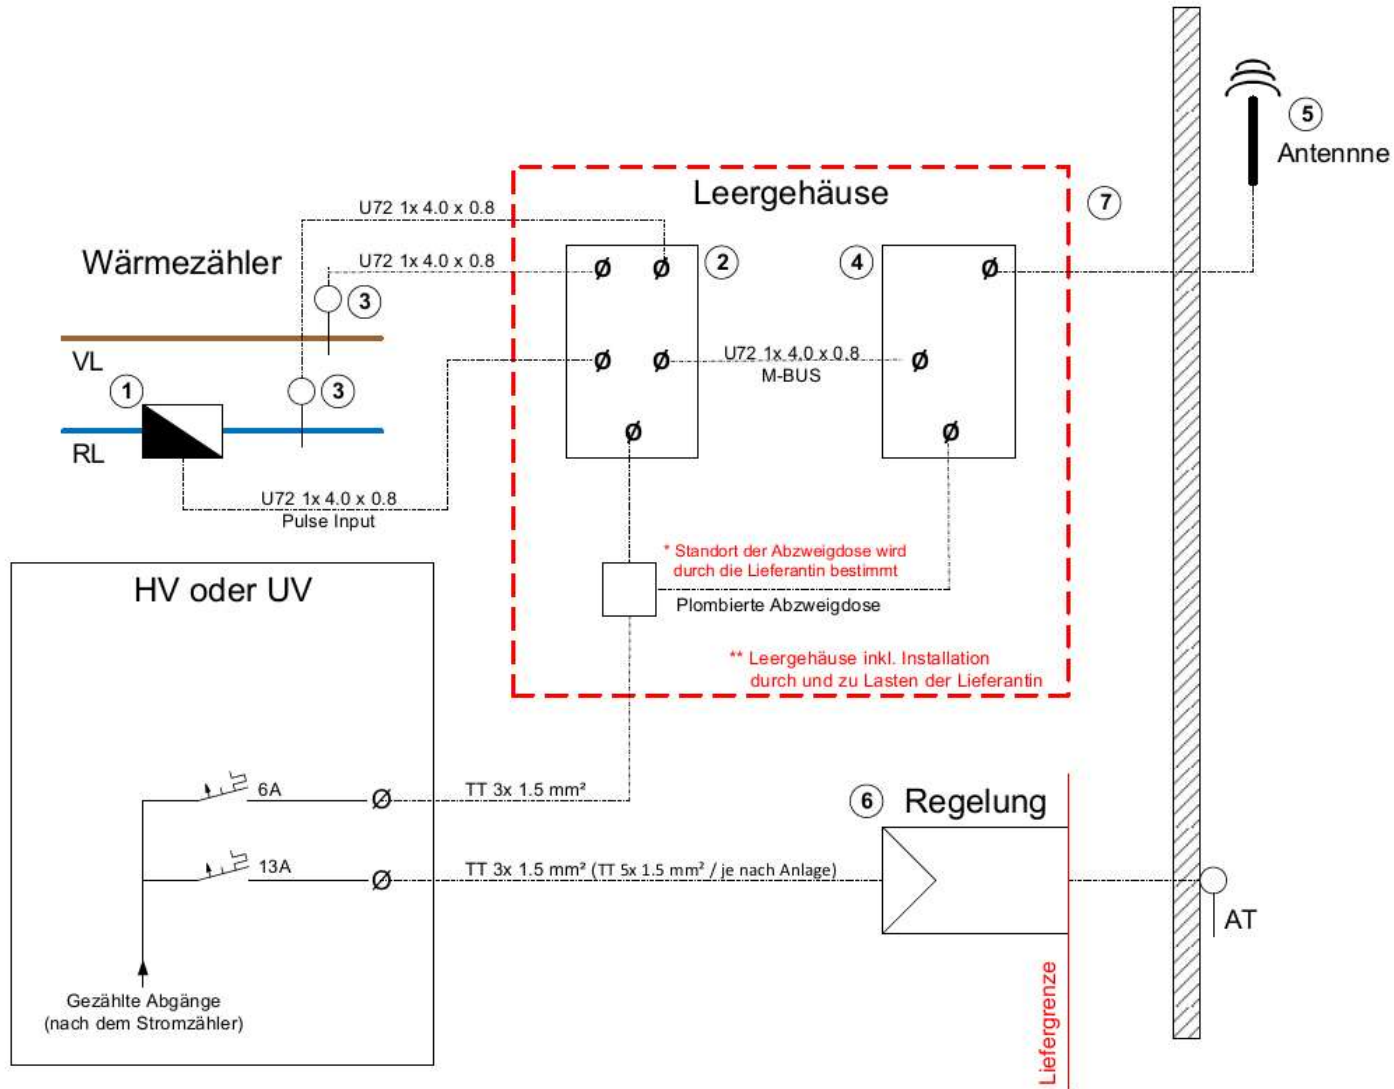 5
Antennne
Leergehäuse
7
U72 1x 4.0 x 0.8
Wärmezähler
U72 1x 4.0 x 0.8
2
4
3
VL
U72 1x 4.0 x 0.8
M-BUS
1
3
RL
U72 1x 4.0 x 0.8
Pulse Input
* Standort der Abzweigdose wird
durch die Lieferantin bestimmt
Plombierte Abzweigdose
** Leergehäuse inkl. Installation
durch und zu Lasten der Lieferantin
HV oder UV
6A
TT 3x 1.5 mm²
6
Regelung
13A
TT 3x 1.5 mm² (TT 5x 1.5 mm² / je nach Anlage)
AT
Gezählte Abgänge
(nach dem Stromzähler)
Liefergrenze